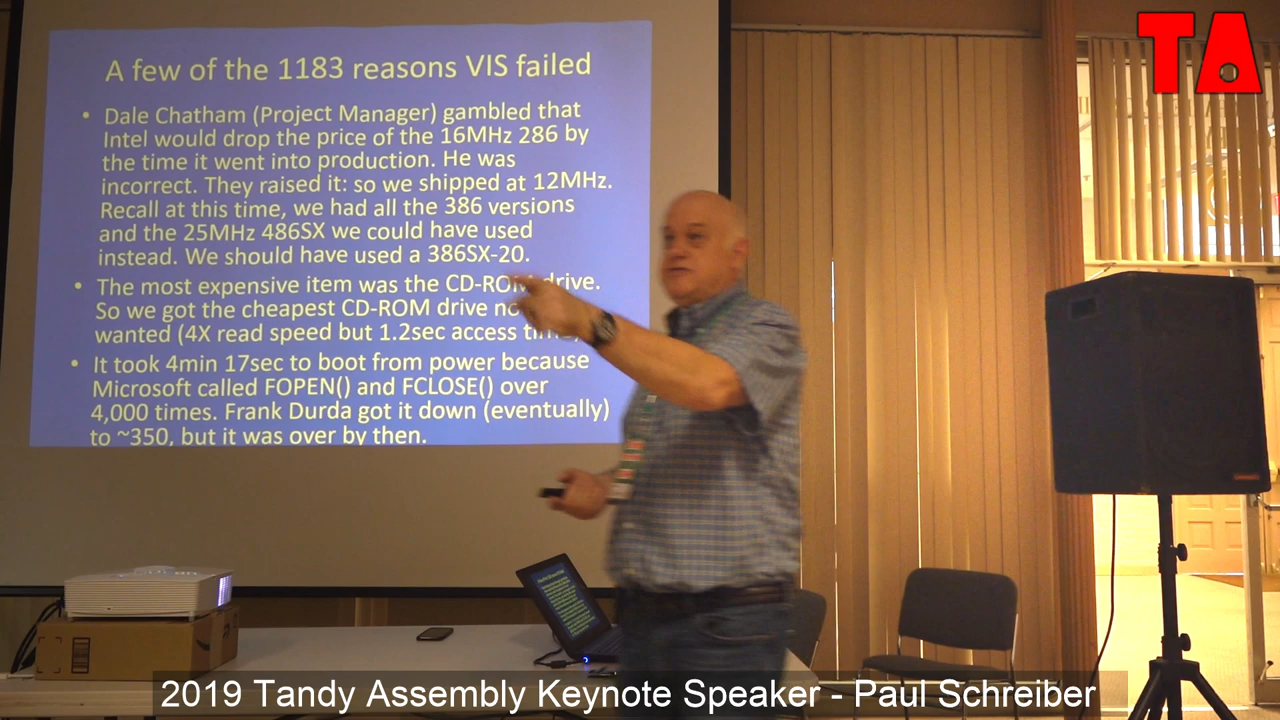 TA
A few of the 1183 reasons VIS failed
• Dale Chatham (Project Manager) gambled that
Intel would drop the price of the 16MHz 286 by
the time it went into production. He was
incorrect. They raised it: so we shipped at 12MHz.
Recall at this time, we had all the 386 versions
and the 25MHz 486SX we could have used
instead. We should have used a 386SX-20.
• The most expensive item was the CD-ROM drive.
So we got the cheapest CD-ROM drive
wanted (4X read speed but 1.2sec access
• It took 4min 17sec to boot from power because
Microsoft called FOPEN() and FCLOSE() over
4,000 times. Frank Durda got it down (eventually)
to ~350, but it was over by then.
2019 Tandy Assembly Keynote Speaker - Paul Schreiber